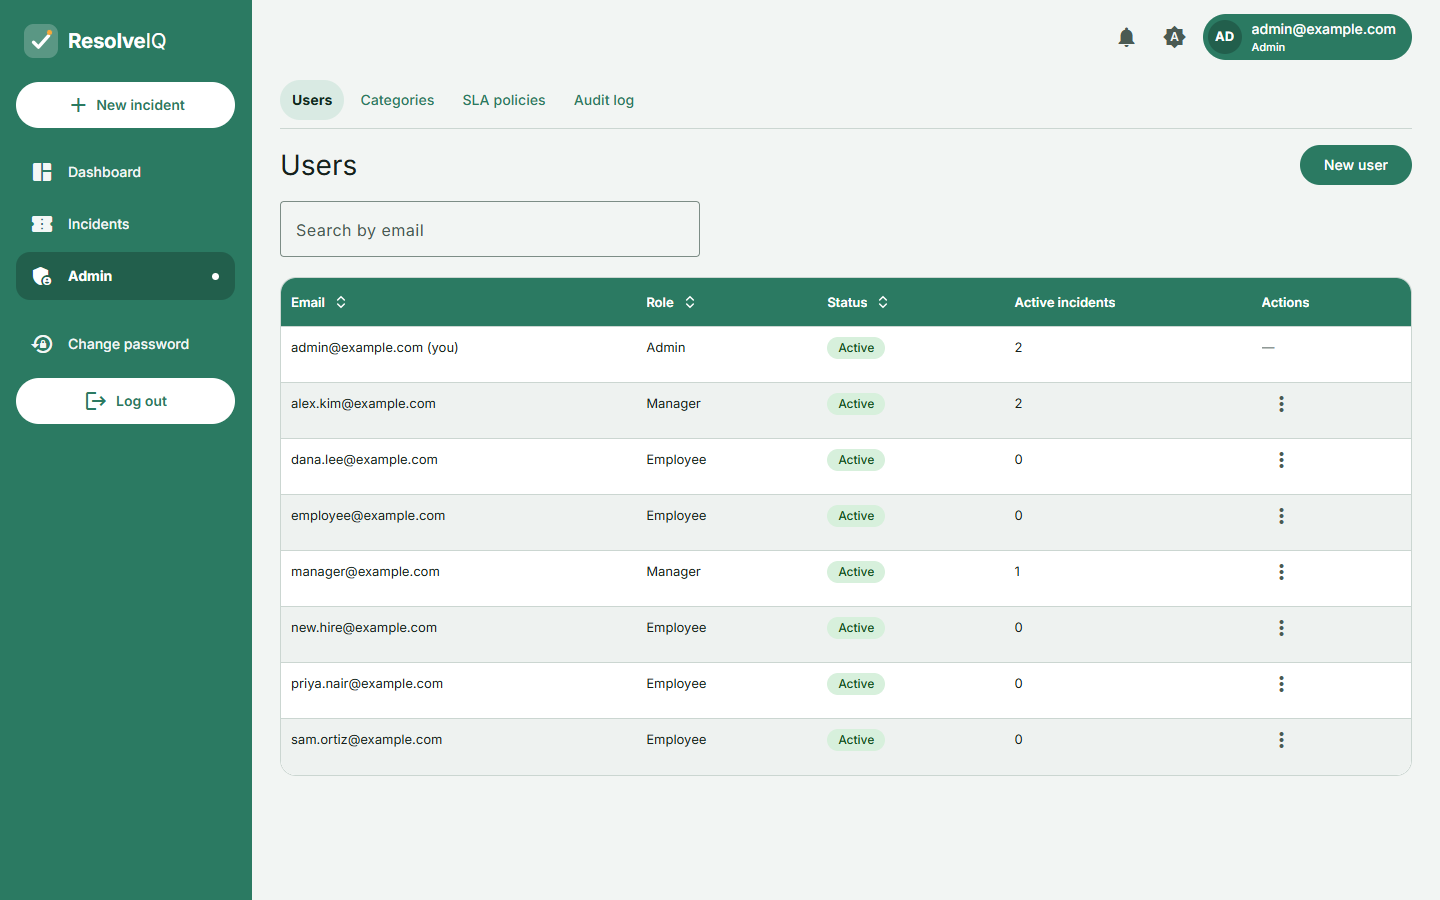 ResolveIQ
New incident
Dashboard
Incidents
Admin
Change password
Log out
A
AD
admin@example.com
Admin
Users Categories SLA policies Audit log
Users
New user
Search by email
Email Role Status Active incidents Actions
admin@example.com (you) Admin Active 2 —
alex.kim@example.com Manager Active 2
dana.lee@example.com Employee Active 0
employee@example.com Employee Active 0
manager@example.com Manager Active 1
new.hire@example.com Employee Active 0
priya.nair@example.com Employee Active 0
sam.ortiz@example.com Employee Active 0